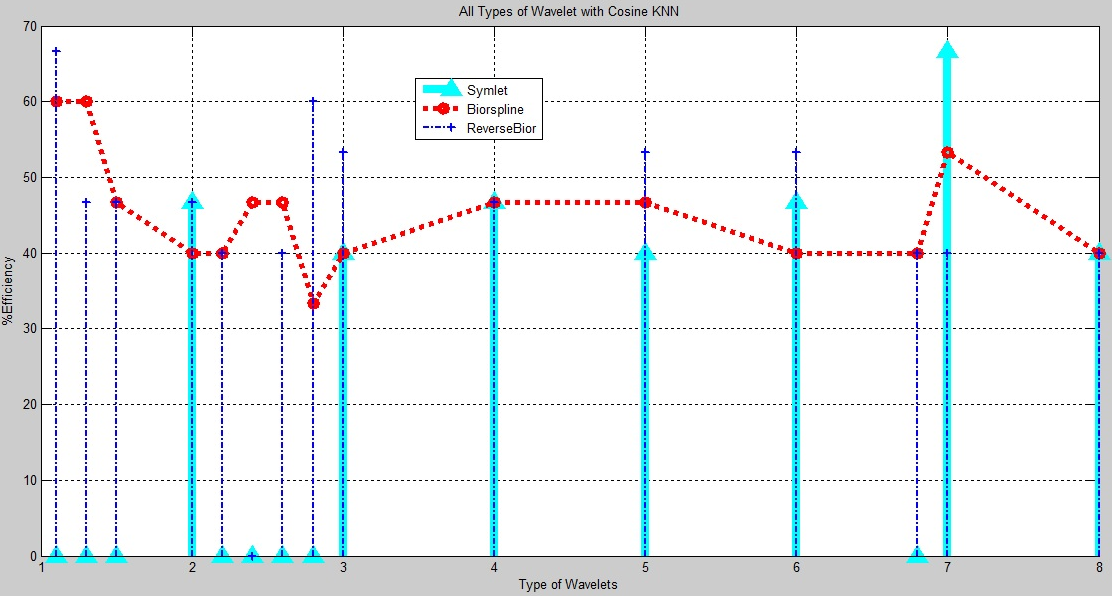 All Types of Wavelet with Cosine KNN
70
60
50
40
30
20
10
0
%Efficiency
Symlet
Biorspline
ReverseBior
1 2 3 4 5 6 7 8
Type of Wavelets